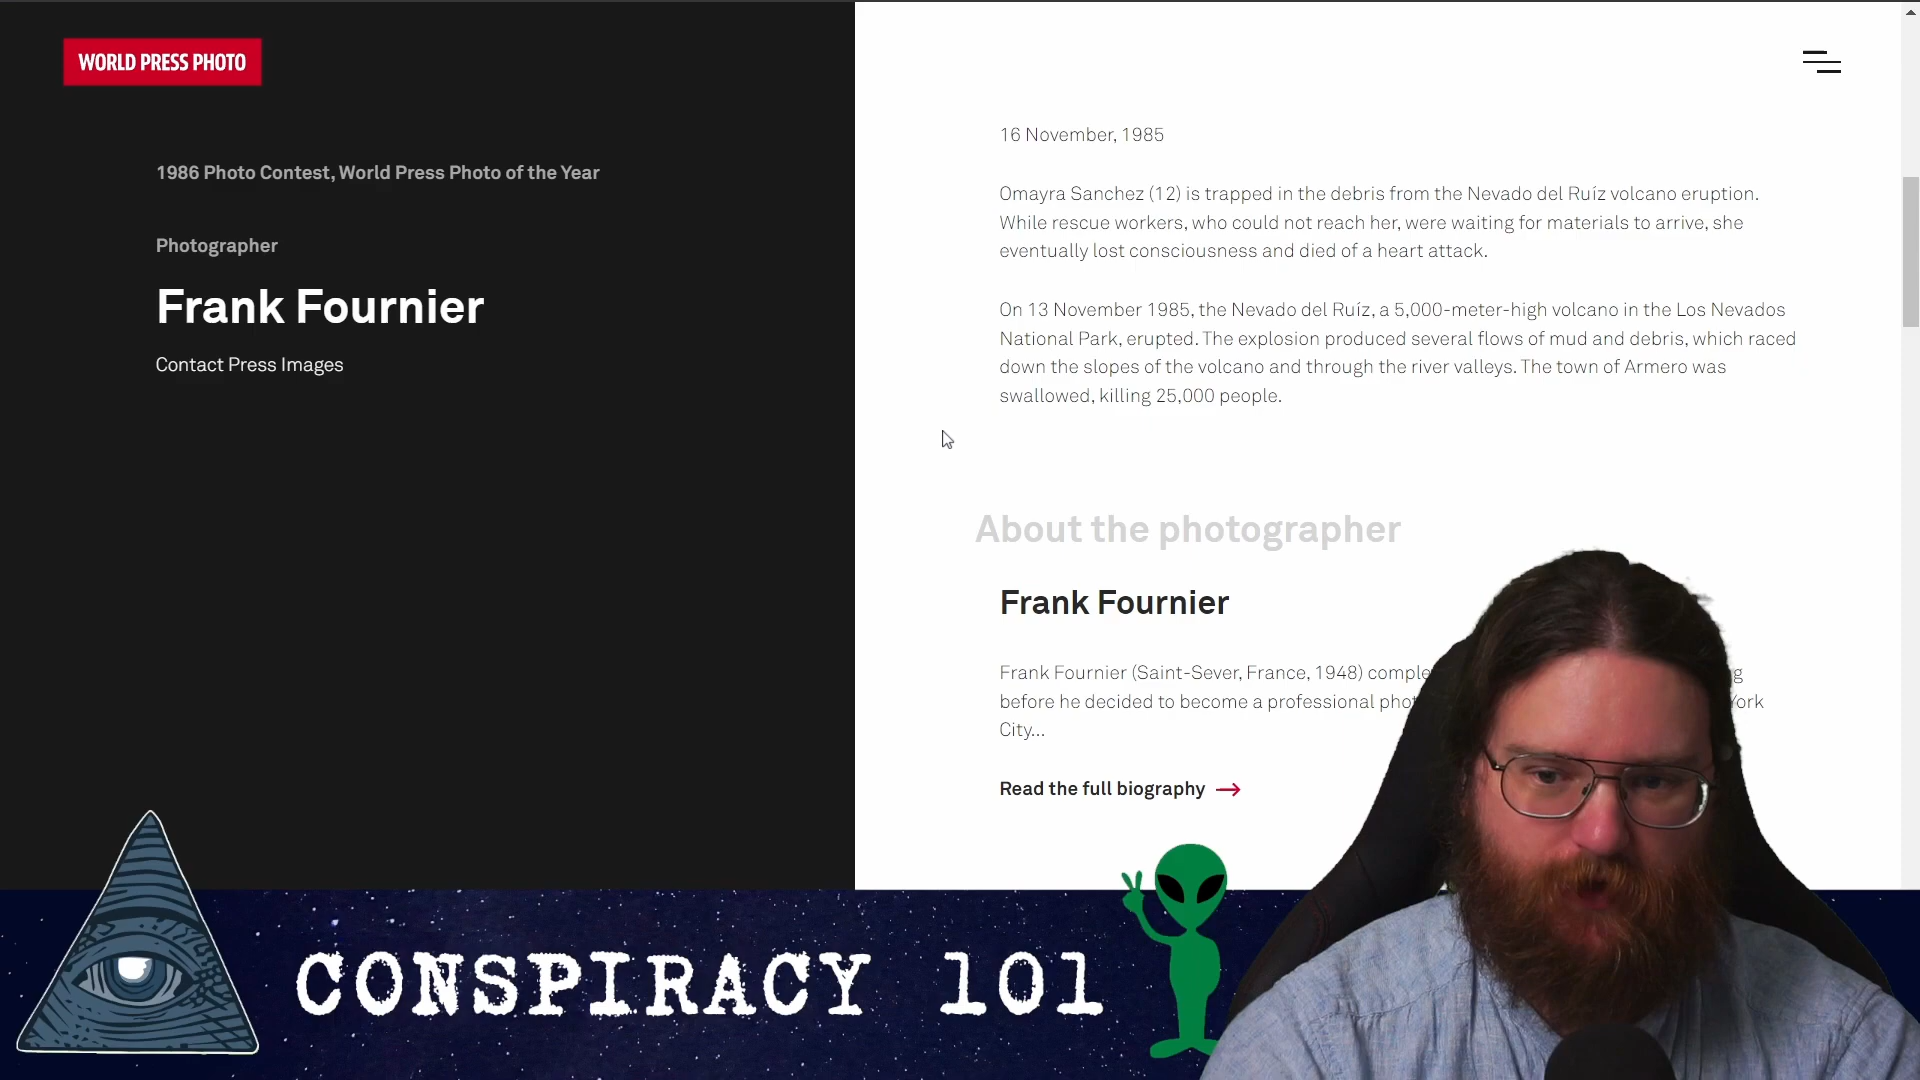 WORLD PRESS PHOTO
1986 Photo Contest, World Press Photo of the Year
Photographer
Frank Fournier
Contact Press Images
16 November, 1985
Omayra Sanchez (12) is trapped in the debris from the Nevado del Ruíz volcano eruption.
While rescue workers, who could not reach her, were waiting for materials to arrive, she
eventually lost consciousness and died of a heart attack.
On 13 November 1985, the Nevado del Ruíz, a 5,000-meter-high volcano in the Los Nevados
National Park, erupted. The explosion produced several flows of mud and debris, which raced
down the slopes of the volcano and through the river valleys. The town of Armero was
swallowed, killing 25,000 people.
About the photographer
Frank Fournier
Frank Fournier (Saint-Sever, France, 1948)
before he decided to become a professional York
City...
Read the full biography
CONSPIRACY 101